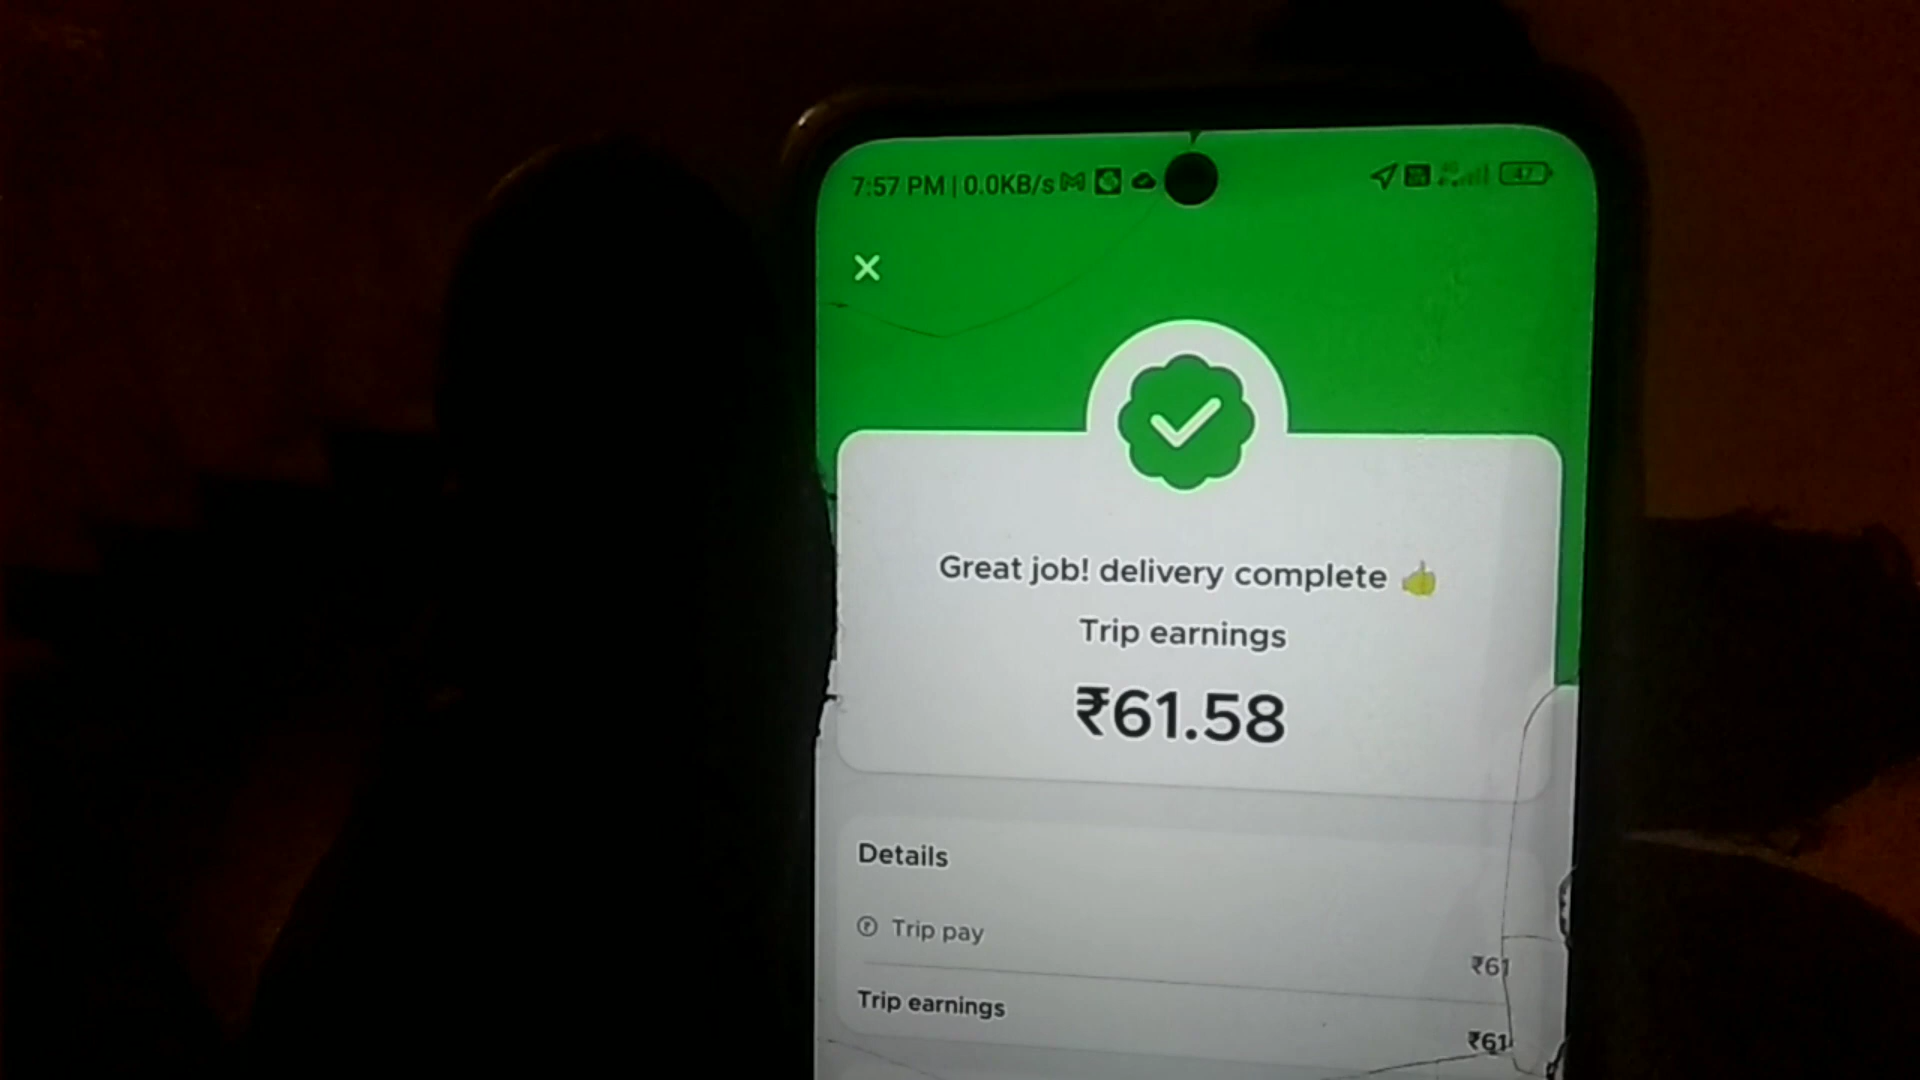 7:57 PM | 0.0KB/s
47
Great job! delivery complete 👍
Trip earnings
₹61.58
Details
Trip pay
₹61
Trip earnings
₹61